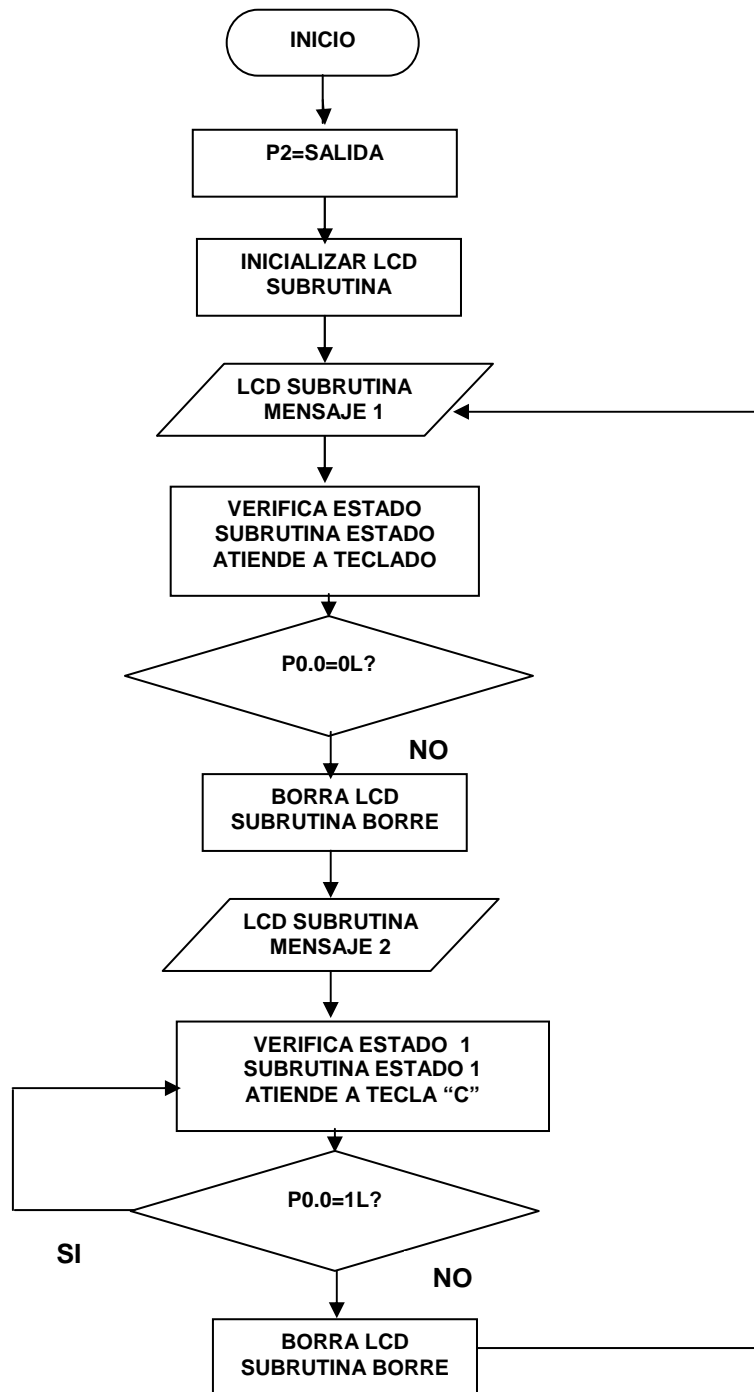 INICIO
P2=SALIDA
INICIALIZAR LCD
SUBRUTINA
LCD SUBRUTINA
MENSAJE 1
VERIFICA ESTADO
SUBRUTINA ESTADO
ATIENDE A TECLADO
P0.0=0L?
NO
BORRA LCD
SUBRUTINA BORRE
LCD SUBRUTINA
MENSAJE 2
VERIFICA ESTADO 1
SUBRUTINA ESTADO 1
ATIENDE A TECLA “C”
P0.0=1L?
SI
NO
BORRA LCD
SUBRUTINA BORRE